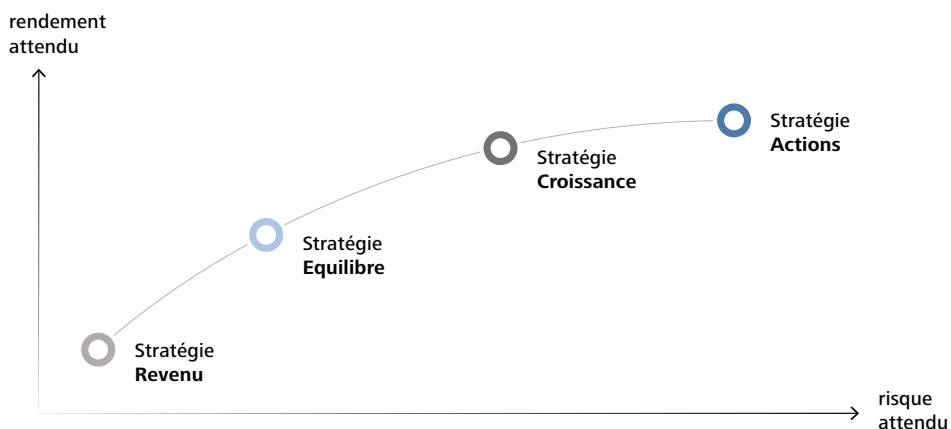 rendement
attendu
Stratégie
Actions
Stratégie
Croissance
Stratégie
Equilibre
Stratégie
Revenu
risque
attendu